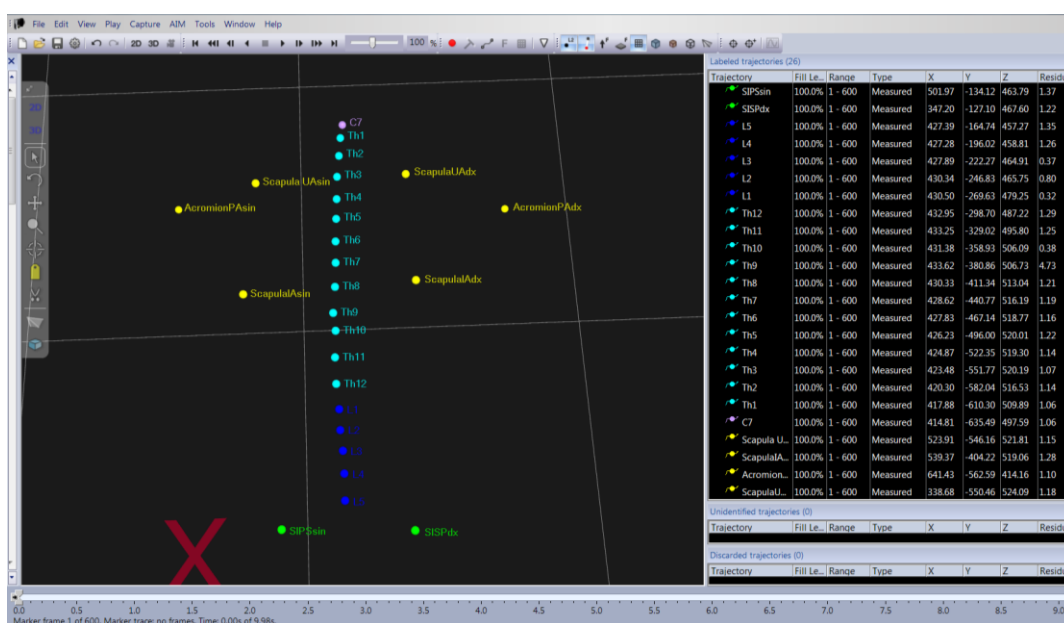 File Edit View Play Capture AIM Tools Window Help
2D 3D 100 % F
Labeled trajectories (26)
Trajectory Fill Le... Range Type X Y Z Residu
SIPSsin 100.0% 1 - 600 Measured 501.97 -134.12 463.79 1.37
SISPdx 100.0% 1 - 600 Measured 347.20 -127.10 467.60 1.22
L5 100.0% 1 - 600 Measured 427.39 -164.74 457.27 1.35
L4 100.0% 1 - 600 Measured 427.28 -196.02 458.81 1.26
L3 100.0% 1 - 600 Measured 427.89 -222.27 464.91 0.37
L2 100.0% 1 - 600 Measured 430.34 -246.83 465.75 0.80
L1 100.0% 1 - 600 Measured 430.50 -269.63 479.25 0.32
Th12 100.0% 1 - 600 Measured 432.95 -298.70 487.22 1.29
Th11 100.0% 1 - 600 Measured 433.25 -329.02 495.80 1.25
Th10 100.0% 1 - 600 Measured 431.38 -358.93 506.09 0.38
Th9 100.0% 1 - 600 Measured 433.62 -380.86 506.73 4.73
Th8 100.0% 1 - 600 Measured 430.33 -411.34 513.04 1.21
Th7 100.0% 1 - 600 Measured 428.62 -440.77 516.19 1.19
Th6 100.0% 1 - 600 Measured 427.83 -467.14 518.77 1.16
Th5 100.0% 1 - 600 Measured 426.23 -496.00 520.01 1.22
Th4 100.0% 1 - 600 Measured 424.87 -522.35 519.30 1.14
Th3 100.0% 1 - 600 Measured 423.48 -551.77 520.19 1.07
Th2 100.0% 1 - 600 Measured 420.30 -582.04 516.53 1.14
Th1 100.0% 1 - 600 Measured 417.88 -610.30 509.89 1.06
C7 100.0% 1 - 600 Measured 414.81 -635.49 497.59 1.06
Scapula U... 100.0% 1 - 600 Measured 523.91 -546.16 521.81 1.15
ScapulaIA... 100.0% 1 - 600 Measured 539.37 -404.22 519.06 1.28
Acromion... 100.0% 1 - 600 Measured 641.43 -562.59 414.16 1.10
ScapulaU... 100.0% 1 - 600 Measured 338.68 -550.46 524.09 1.18
Unidentified trajectories (0)
Trajectory Fill Le... Range Type X Y Z Residu
Discarded trajectories (0)
Trajectory Fill Le... Range Type X Y Z Residu
2D
3D
C7
Th1
Th2
Th3
Scapula UAsin
ScapulaUAdx
Th4
AcromionPAsin
AcromionPAdx
Th5
Th6
Th7
ScapulaIAdx
Th8
ScapulaIAsin
Th9
Th10
Th11
Th12
L1
L2
L3
L4
L5
SIPSsin
SISPdx
X
0.0 0.5 1.0 1.5 2.0 2.5 3.0 3.5 4.0 4.5 5.0 5.5 6.0 6.5 7.0 7.5 8.0 8.5 9.0
Marker frame 1 of 600. Marker trace: no frames. Time: 0.00s of 9.98s.